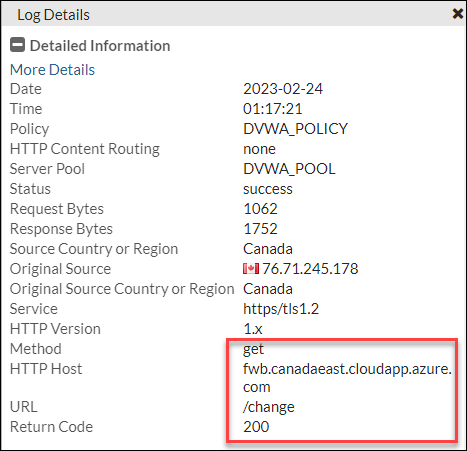 Log Details
Detailed Information
More Details
Date 2023-02-24
Time 01:17:21
Policy DVWA_POLICY
HTTP Content Routing none
Server Pool DVWA_POOL
Status success
Request Bytes 1062
Response Bytes 1752
Source Country or Region Canada
Original Source 76.71.245.178
Original Source Country or Region Canada
Service https/tls1.2
HTTP Version 1.x
Method get
HTTP Host fwb.canadaeast.cloudapp.azure.
com
URL /change
Return Code 200